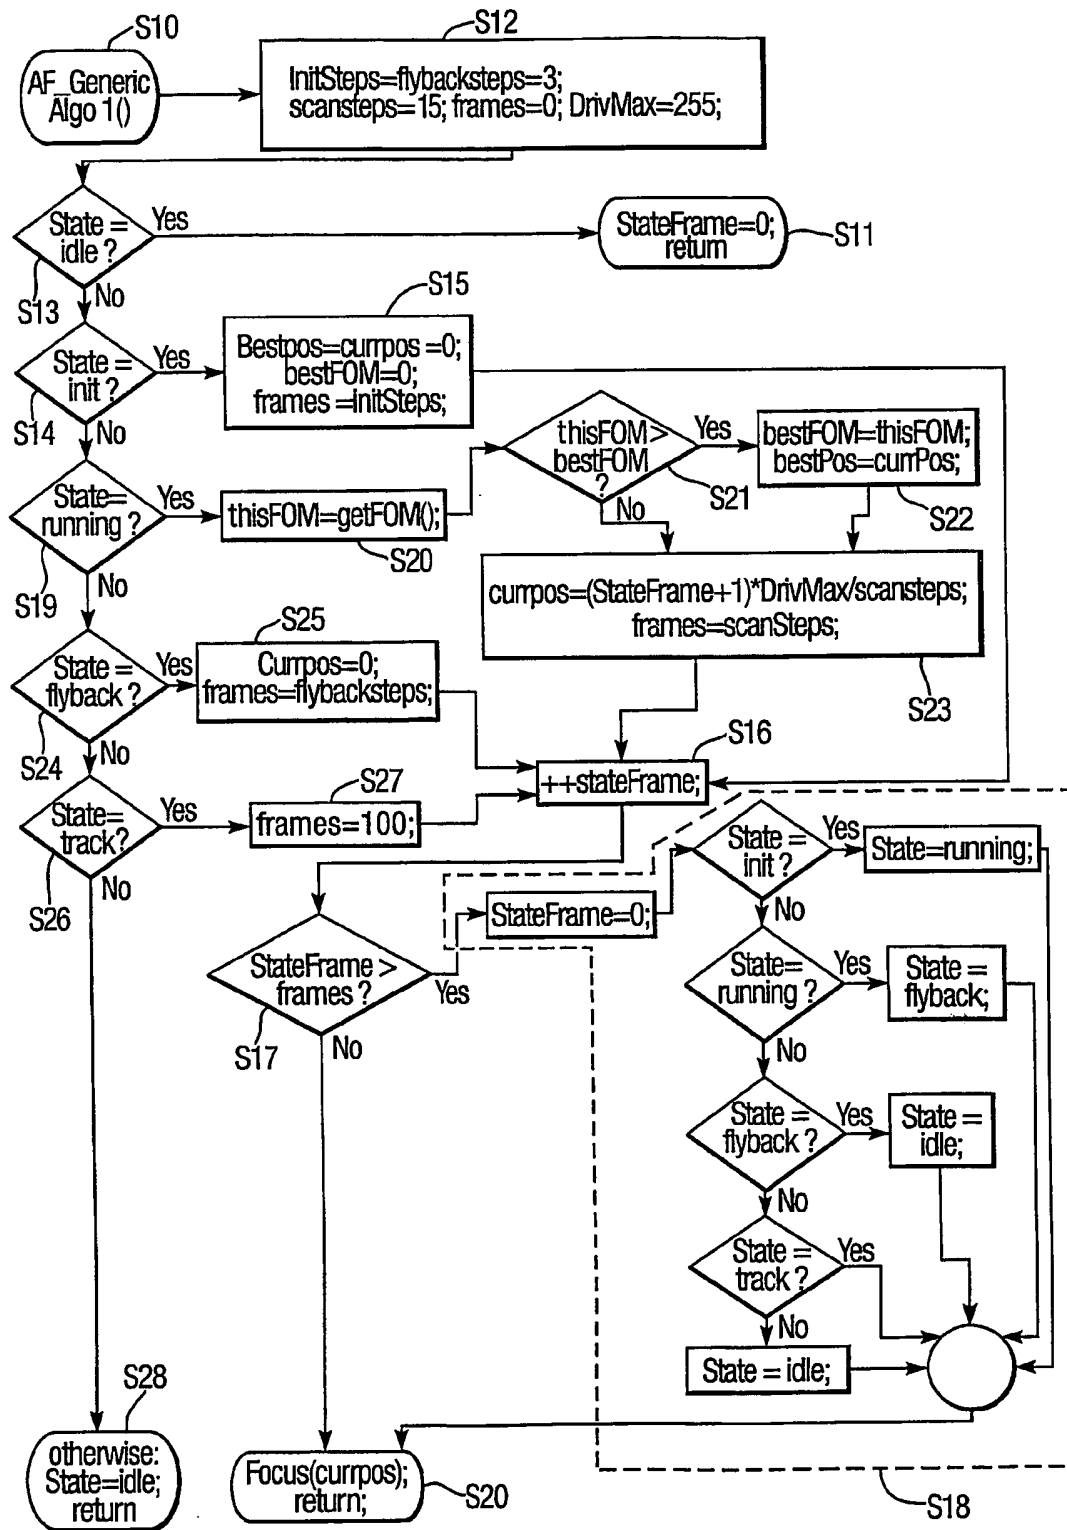 S10
S12
AF_Generic
Algo 1()
InitSteps=flybacksteps=3;
scansteps=15; frames=0; DrivMax=255;
State =
idle ?
Yes
StateFrame=0;
return
S11
S13
No
S15
State =
init ?
Yes
Bestpos=currpos =0;
bestFOM=0;
frames =initSteps;
S14
No
thisFOM >
bestFOM
?
Yes
bestFOM=thisFOM;
bestPos=currPos;
S21
No
S22
State=
running ?
Yes
thisFOM=getFOM();
S20
S19
No
currpos=(StateFrame+1)*DrivMax/scansteps;
frames=scanSteps;
S23
S25
State =
flyback ?
Yes
Currpos=0;
frames=flybacksteps;
S24
No
S16
++stateFrame;
S27
State=
track?
Yes
frames=100;
S26
No
State =
init ?
Yes
State=running;
No
StateFrame=0;
StateFrame >
frames ?
Yes
S17
No
State=
running ?
Yes
State =
flyback;
No
State =
flyback ?
Yes
State =
idle;
No
State =
track ?
Yes
No
State = idle;
S28
otherwise:
State=idle;
return
Focus(currpos);
return;
S20
S18